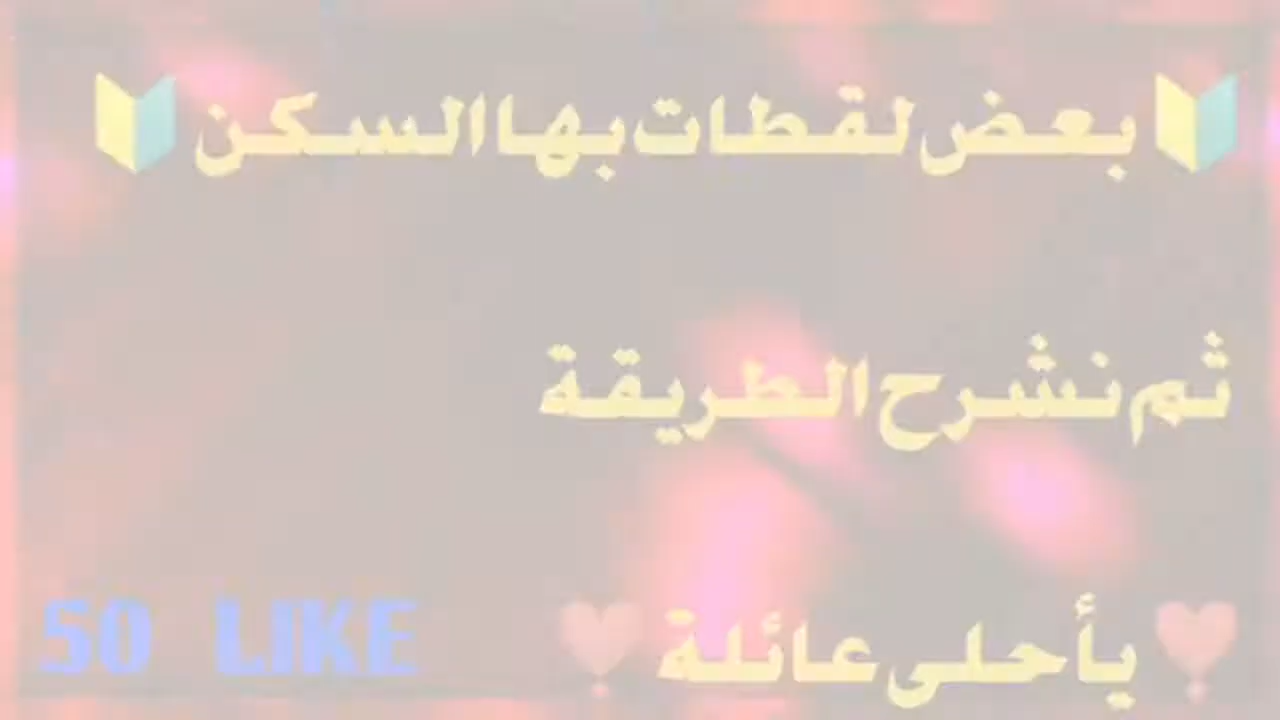 🔰 بعض لقطات بها السكن 🔰
ثم نشرح الطريقة
❣ يأحلى عائلة ❣
50 LIKE